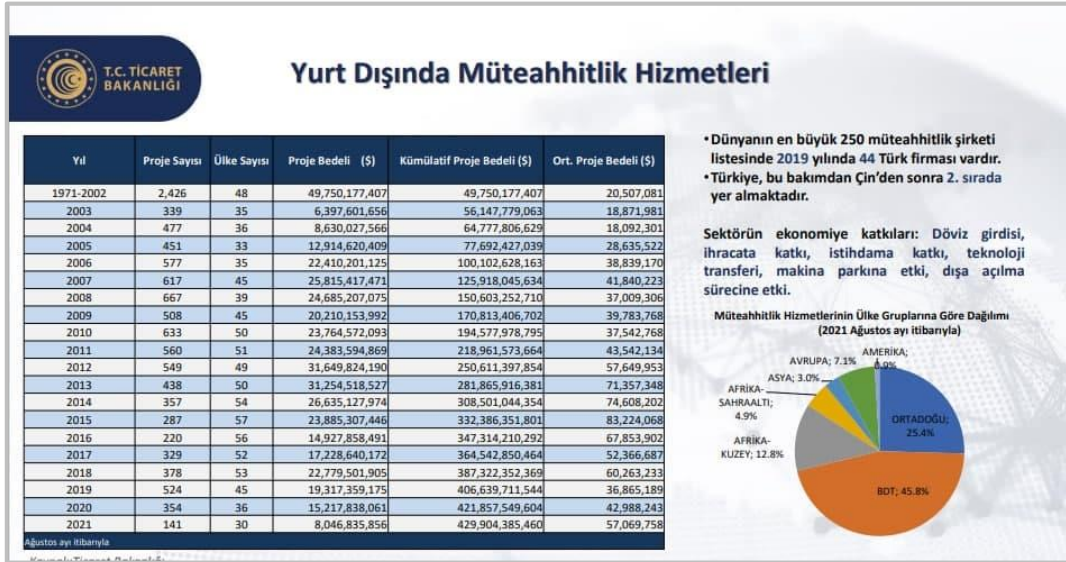 T.C. TİCARET
BAKANLIĞI
Yurt Dışında Müteahhitlik Hizmetleri
Yıl Proje Sayısı Ülke Sayısı Proje Bedeli ($) Kümülatif Proje Bedeli ($) Ort. Proje Bedeli ($)
1971-2002 2,426 48 49,750,177,407 49,750,177,407 20,507,081
2003 339 35 6,397,601,656 56,147,779,063 18,871,981
2004 477 36 8,630,027,566 64,777,806,629 18,092,301
2005 451 33 12,914,620,409 77,692,427,039 28,635,522
2006 577 35 22,410,201,125 100,102,628,163 38,839,170
2007 617 45 25,815,417,471 125,918,045,634 41,840,223
2008 667 39 24,685,207,075 150,603,252,710 37,009,306
2009 508 45 20,210,153,992 170,813,406,702 39,783,768
2010 633 50 23,764,572,093 194,577,978,795 37,542,768
2011 560 51 24,383,594,869 218,961,573,664 43,542,134
2012 549 49 31,649,824,190 250,611,397,854 57,649,953
2013 438 50 31,254,518,527 281,865,916,381 71,357,348
2014 357 54 26,635,127,974 308,501,044,354 74,608,202
2015 287 57 23,885,307,446 332,386,351,801 83,224,068
2016 220 56 14,927,858,491 347,314,210,292 67,853,902
2017 329 52 17,228,640,172 364,542,850,464 52,366,687
2018 378 53 22,779,501,905 387,322,352,369 60,263,233
2019 524 45 19,317,359,175 406,639,711,544 36,865,189
2020 354 36 15,217,838,061 421,857,549,604 42,988,243
2021 141 30 8,046,835,856 429,904,385,460 57,069,758
Ağustos ayı itibarıyla
• Dünyanın en büyük 250 müteahhitlik şirketi
listesinde 2019 yılında 44 Türk firması vardır.
• Türkiye, bu bakımdan Çin'den sonra 2. sırada
yer almaktadır.
Sektörün ekonomiye katkıları: Döviz girdisi,
ihracata katkı, istihdama katkı, teknoloji
transferi, makina parkına etki, dışa açılma
sürecine etki.
Müteahhitlik Hizmetlerinin Ülke Gruplarına Göre Dağılımı
(2021 Ağustos ayı itibarıyla)
AMERİKA;
0.9%
AVRUPA; 7.1%
ASYA; 3.0%
AFRİKA-
SAHRAALTI;
4.9%
AFRİKA-
KUZEY; 12.8%
ORTADOĞU;
25.4%
BDT; 45.8%